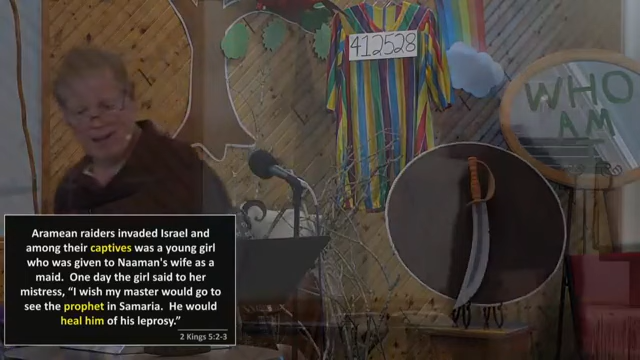 412528
WHO
AM
Aramean raiders invaded Israel and
among their captives was a young girl
who was given to Naaman's wife as a
maid. One day the girl said to her
mistress, "I wish my master would go to
see the prophet in Samaria. He would
heal him of his leprosy."
2 Kings 5:2-3